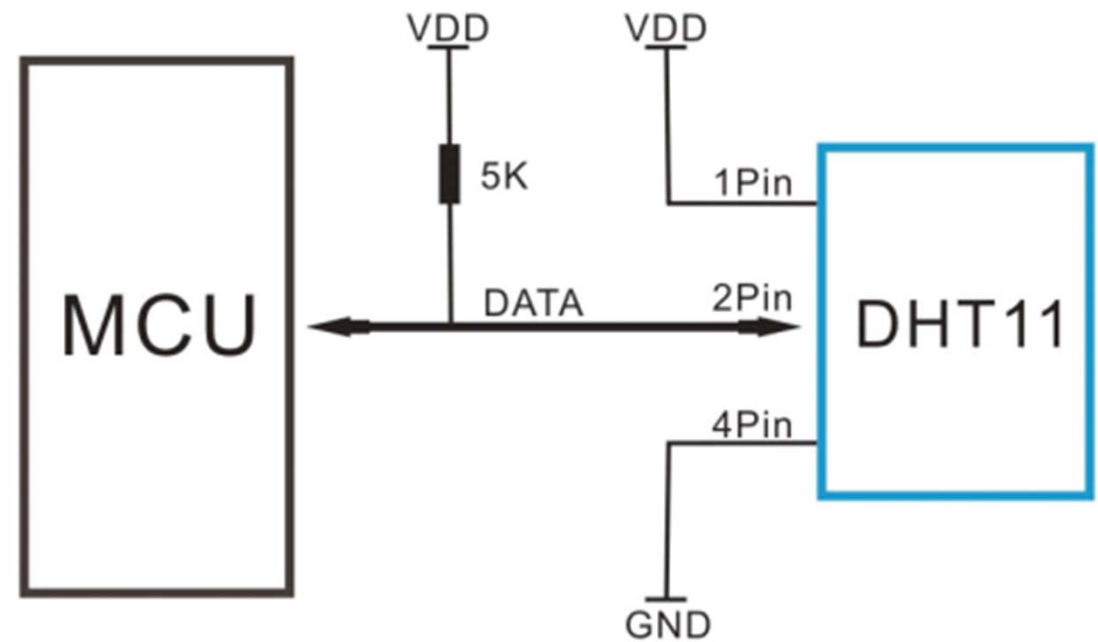 VDD
VDD
5K
1Pin
MCU
DATA
2Pin
DHT11
4Pin
GND